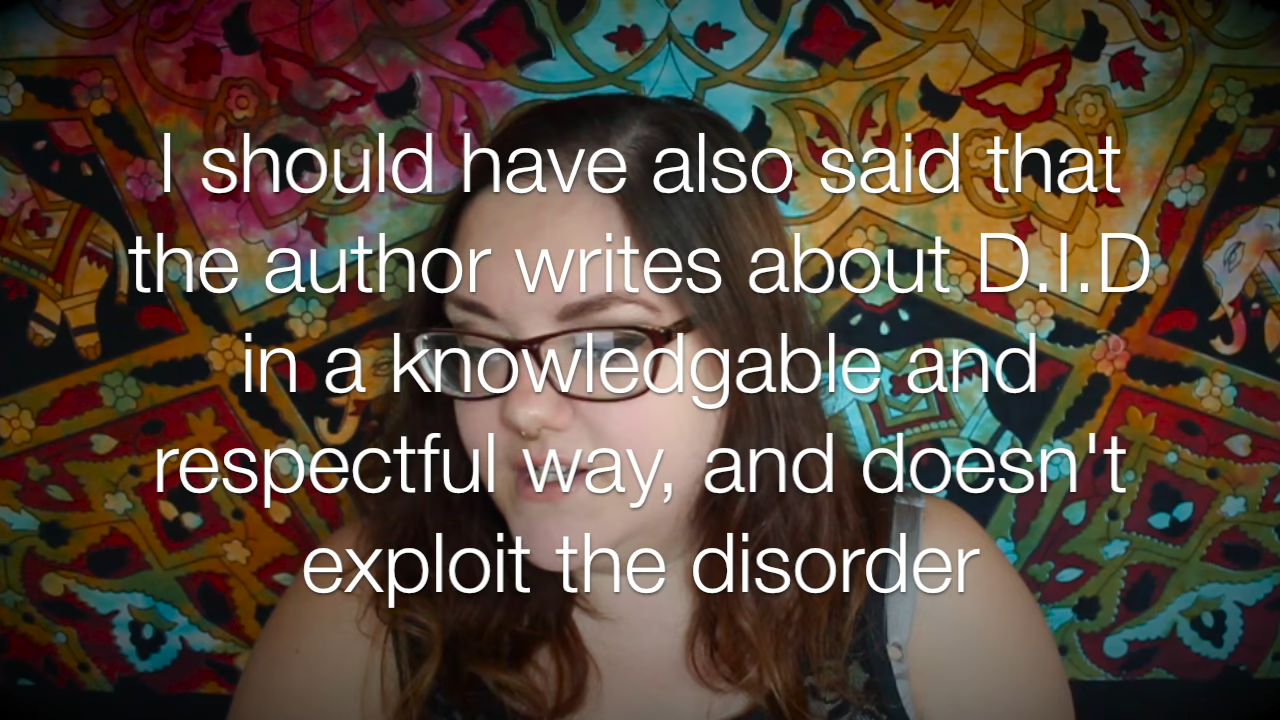 I should have also said that
the author writes about D.I.D
in a knowledgable and
respectful way, and doesn't
exploit the disorder